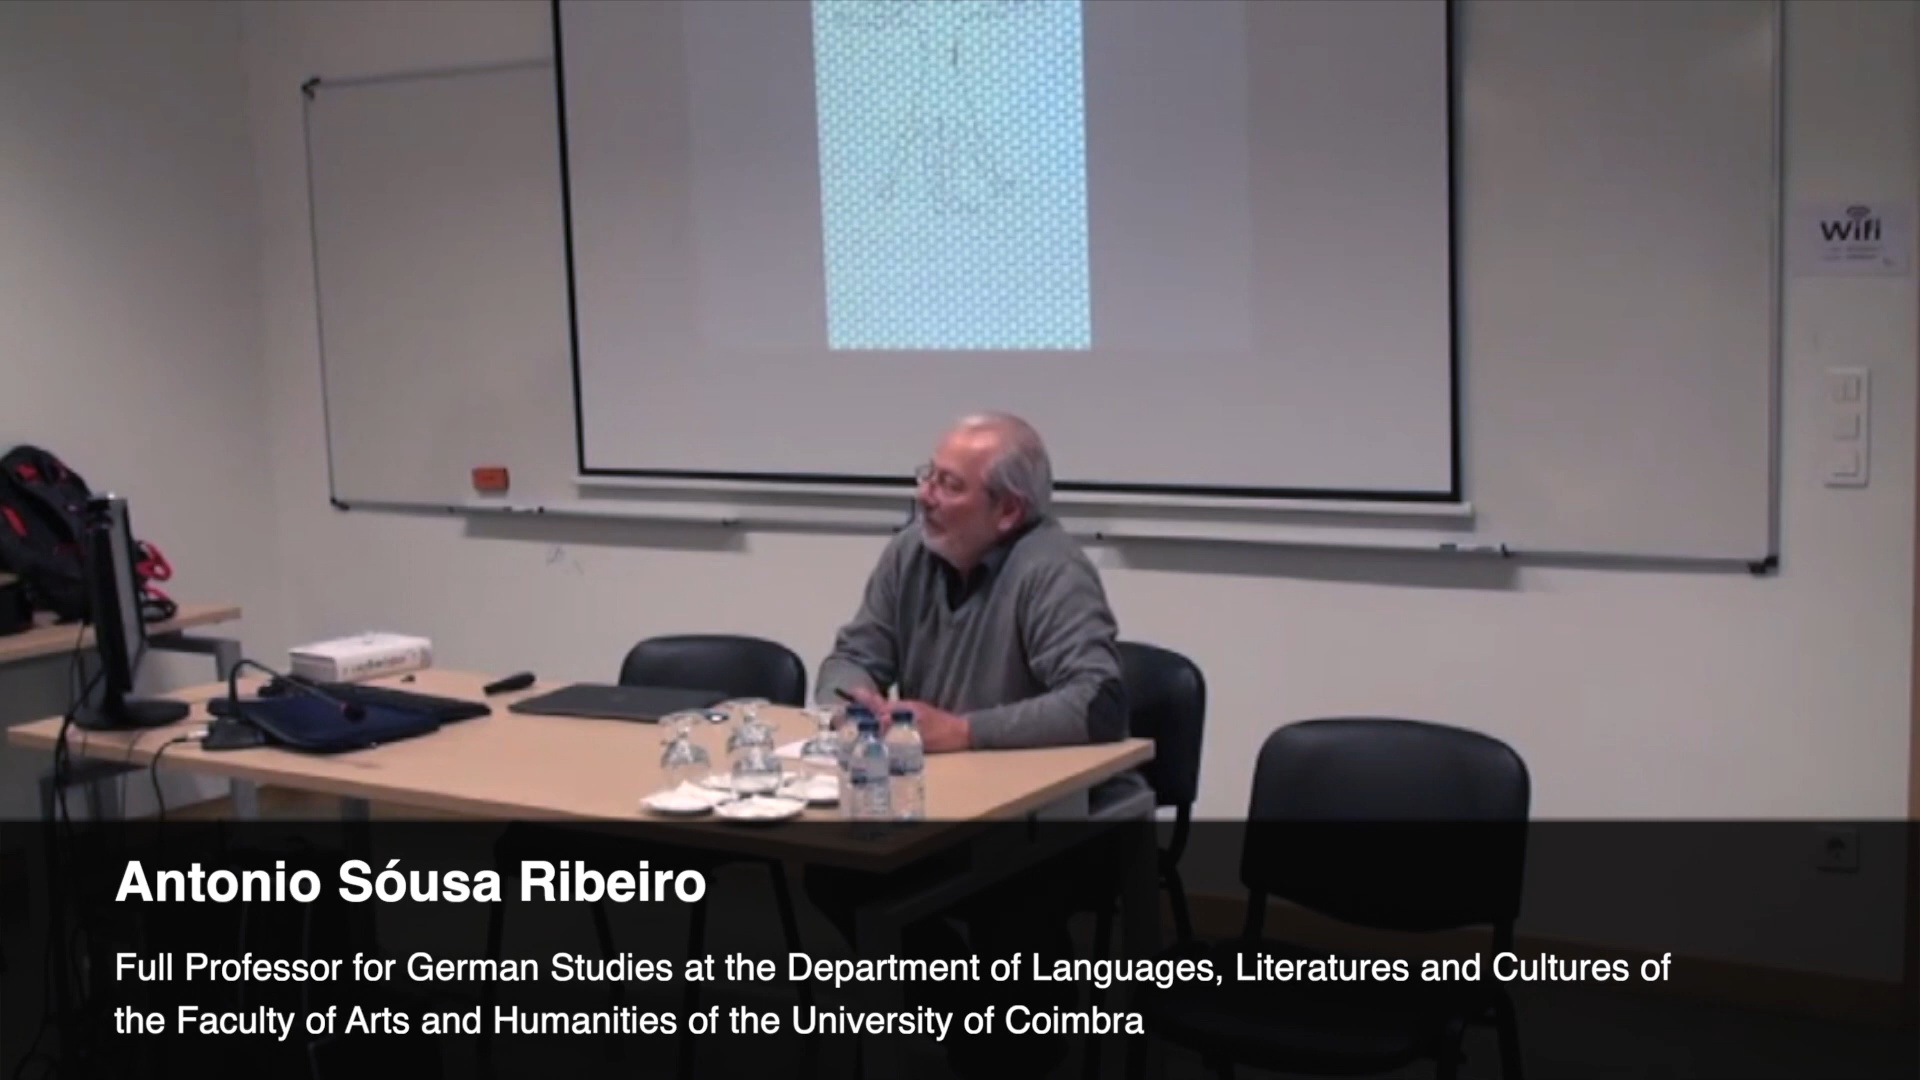 Wifi
Antonio Sóusa Ribeiro
Full Professor for German Studies at the Department of Languages, Literatures and Cultures of
the Faculty of Arts and Humanities of the University of Coimbra